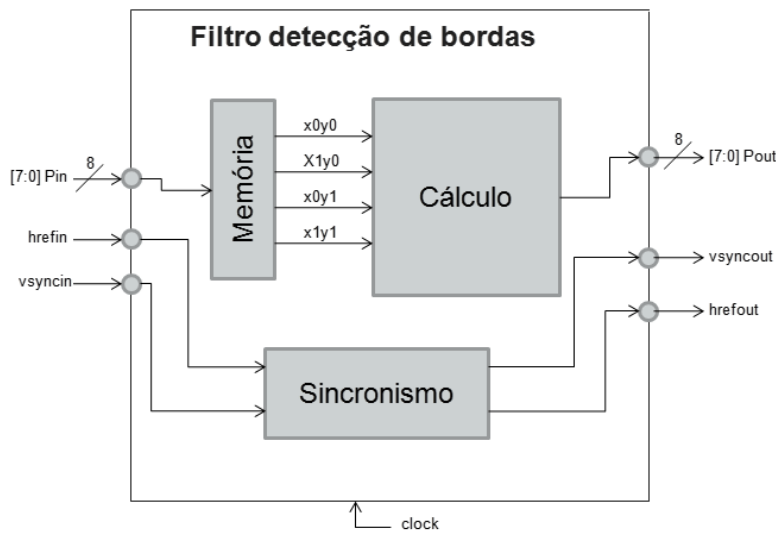 Filtro detecção de bordas
8
[7:0] Pin
hrefin
vsyncin
Memória
x0y0
X1y0
x0y1
x1y1
Cálculo
8
[7:0] Pout
vsyncout
hrefout
Sincronismo
clock